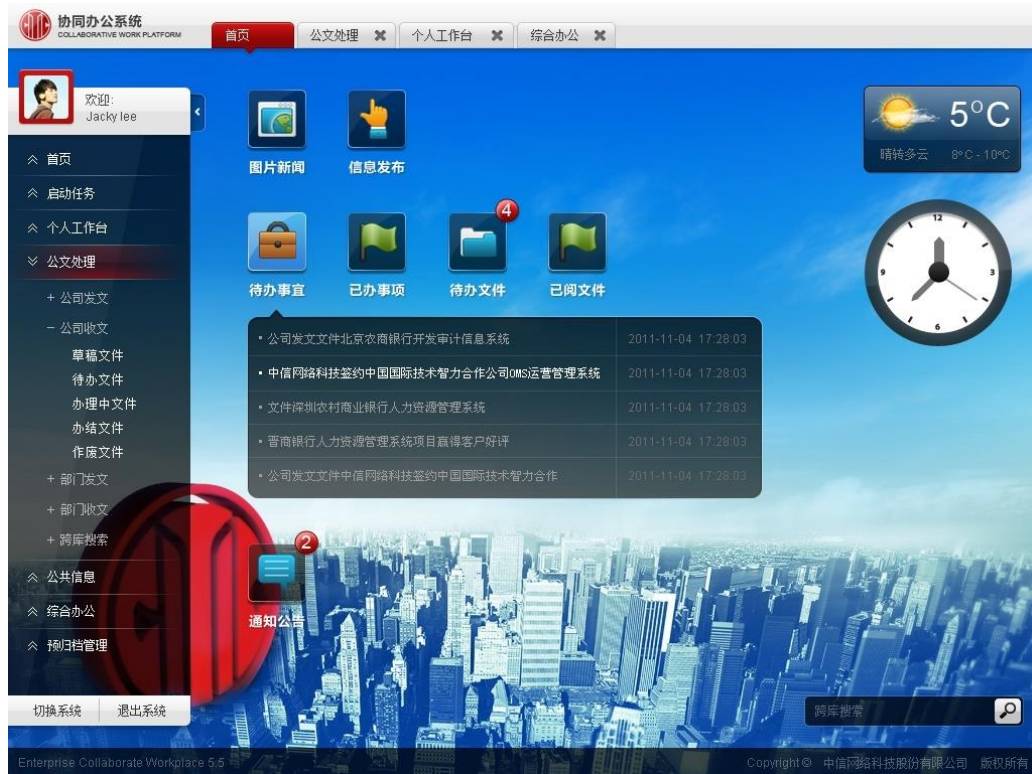 协同办公系统
COLLABORATIVE WORK PLATFORM
首页
公文处理
个人工作台
综合办公
欢迎:
Jacky lee
首页
启动任务
个人工作台
公文处理
+ 公司发文
- 公司收文
草稿文件
待办文件
办理中文件
办结文件
作废文件
+ 部门发文
+ 部门收文
+ 跨库搜索
公共信息
综合办公
预归档管理
切换系统
退出系统
图片新闻
信息发布
5°C
晴转多云 8°C - 10°C
12
3
6
9
4
待办事宜
已办事项
待办文件
已阅文件
· 公司发文文件北京农商银行开发审计信息系统 2011-11-04 17:28:03
· 中信网络科技签约中国国际技术智力合作公司OMS运营管理系统 2011-11-04 17:28:03
· 文件深圳农村商业银行人力资源管理系统 2011-11-04 17:28:03
· 晋商银行人力资源管理系统项目赢得客户好评 2011-11-04 17:28:03
· 公司发文文件中信网络科技签约中国国际技术智力合作 2011-11-04 17:28:03
2
通知公告
跨库搜索
Enterprise Collaborate Workplace 5.5
Copyright © 中信网络科技股份有限公司 版权所有